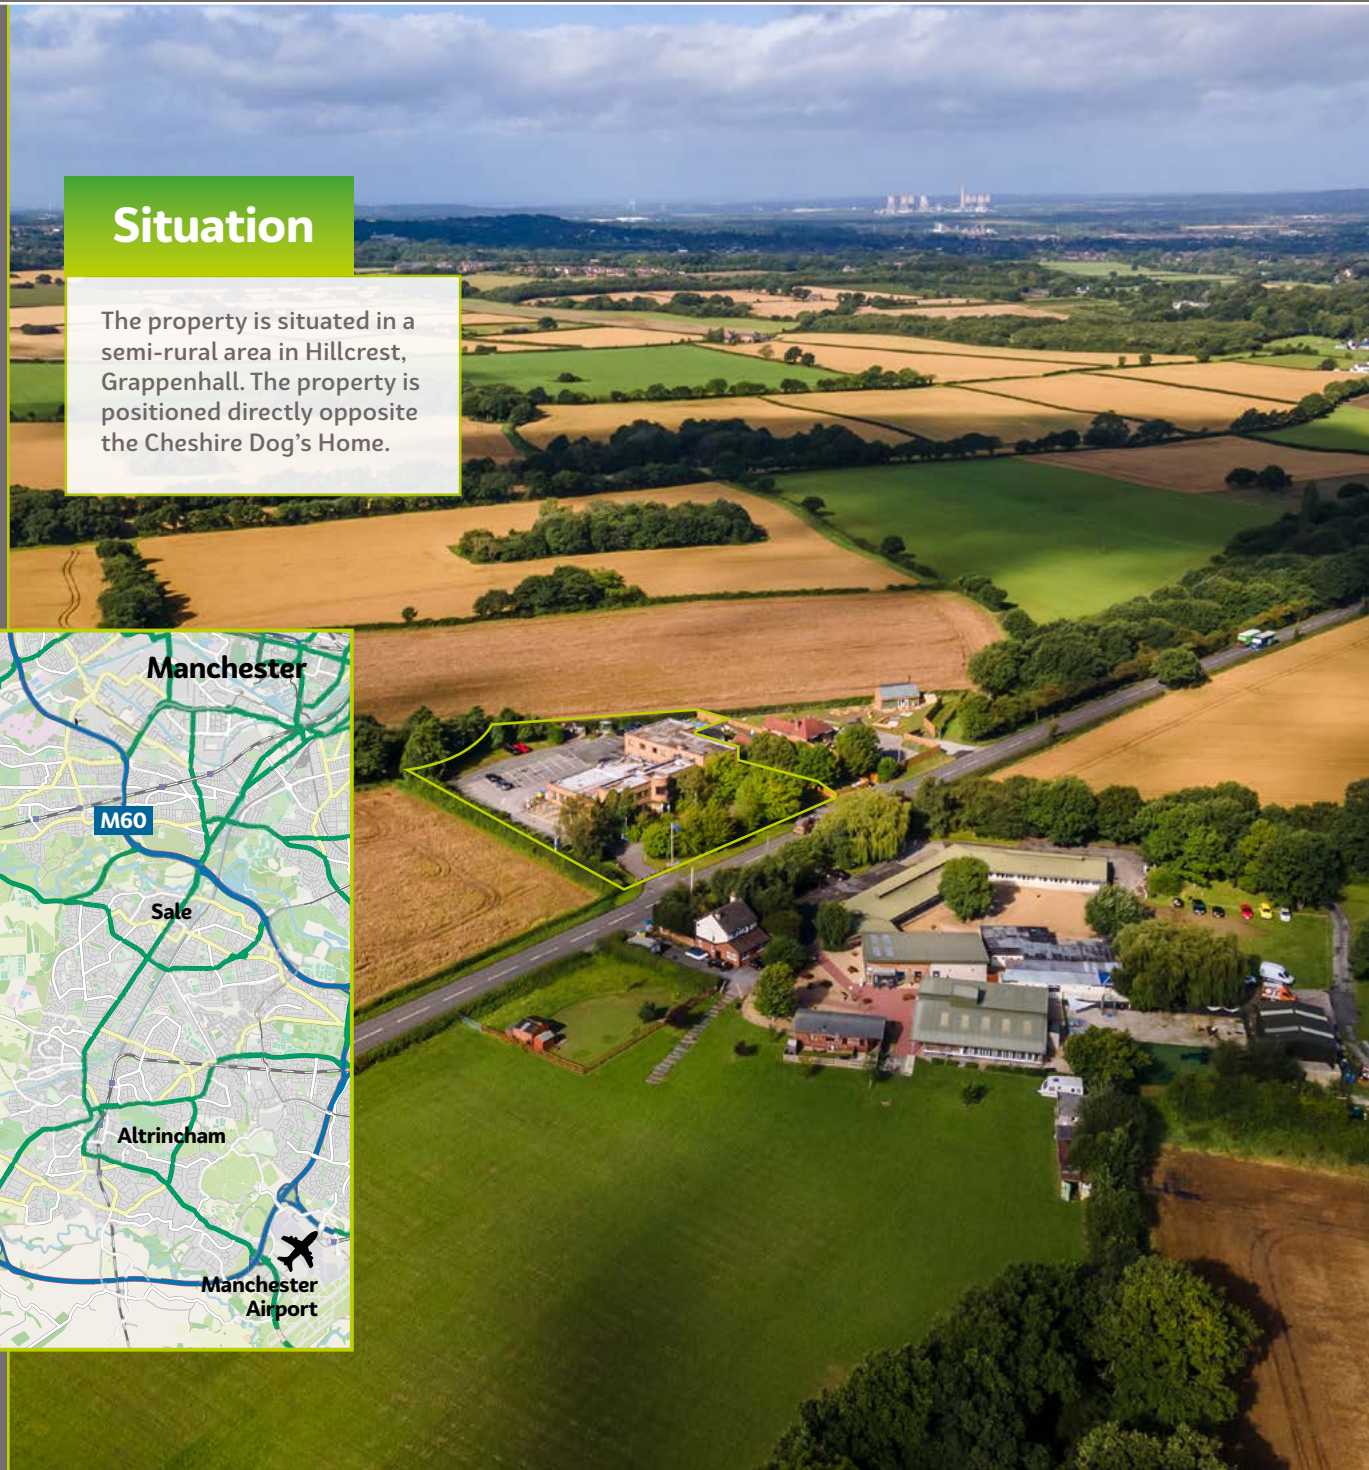 Situation
The property is situated in a
semi-rural area in Hillcrest,
Grappenhall. The property is
positioned directly opposite
the Cheshire Dog’s Home.
Manchester
M60
Sale
Altrincham
Manchester
Airport